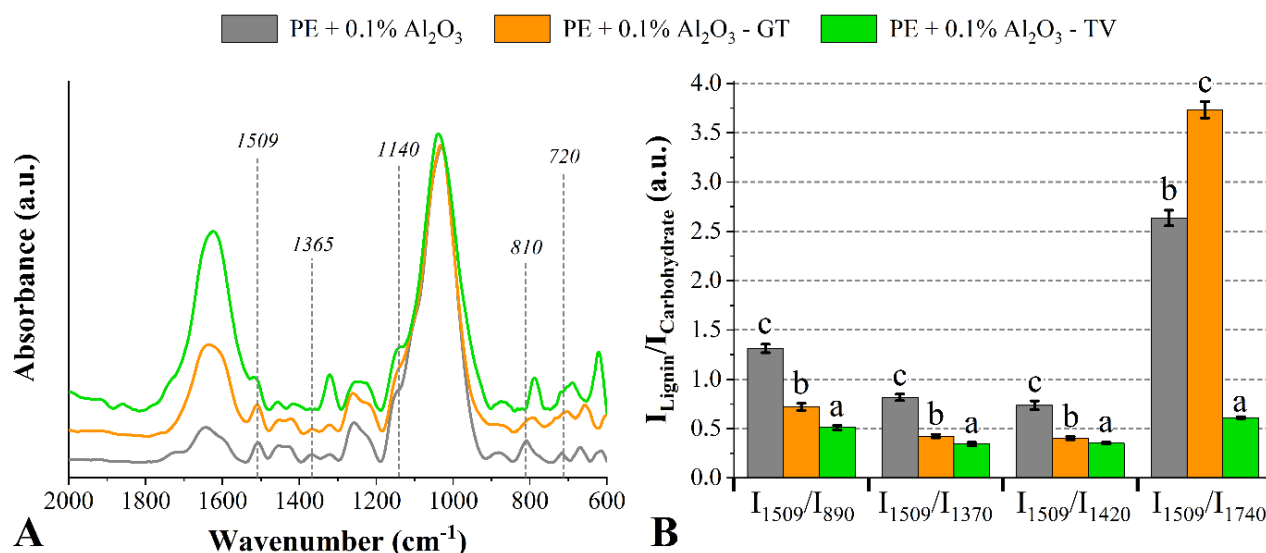 PE + 0.1% Al₂O₃ PE + 0.1% Al₂O₃ - GT PE + 0.1% Al₂O₃ - TV
Absorbance (a.u.)
1509
1365
1140
810
720
2000 1800 1600 1400 1200 1000 800 600
Wavenumber (cm⁻¹)
A
I_Lignin/I_Carbohydrate (a.u.)
4.0
3.5
3.0
2.5
2.0
1.5
1.0
0.5
0.0
c b a
c b a
c b a
b c a
I₁₅₀₉/I₈₉₀ I₁₅₀₉/I₁₃₇₀ I₁₅₀₉/I₁₄₂₀ I₁₅₀₉/I₁₇₄₀
B